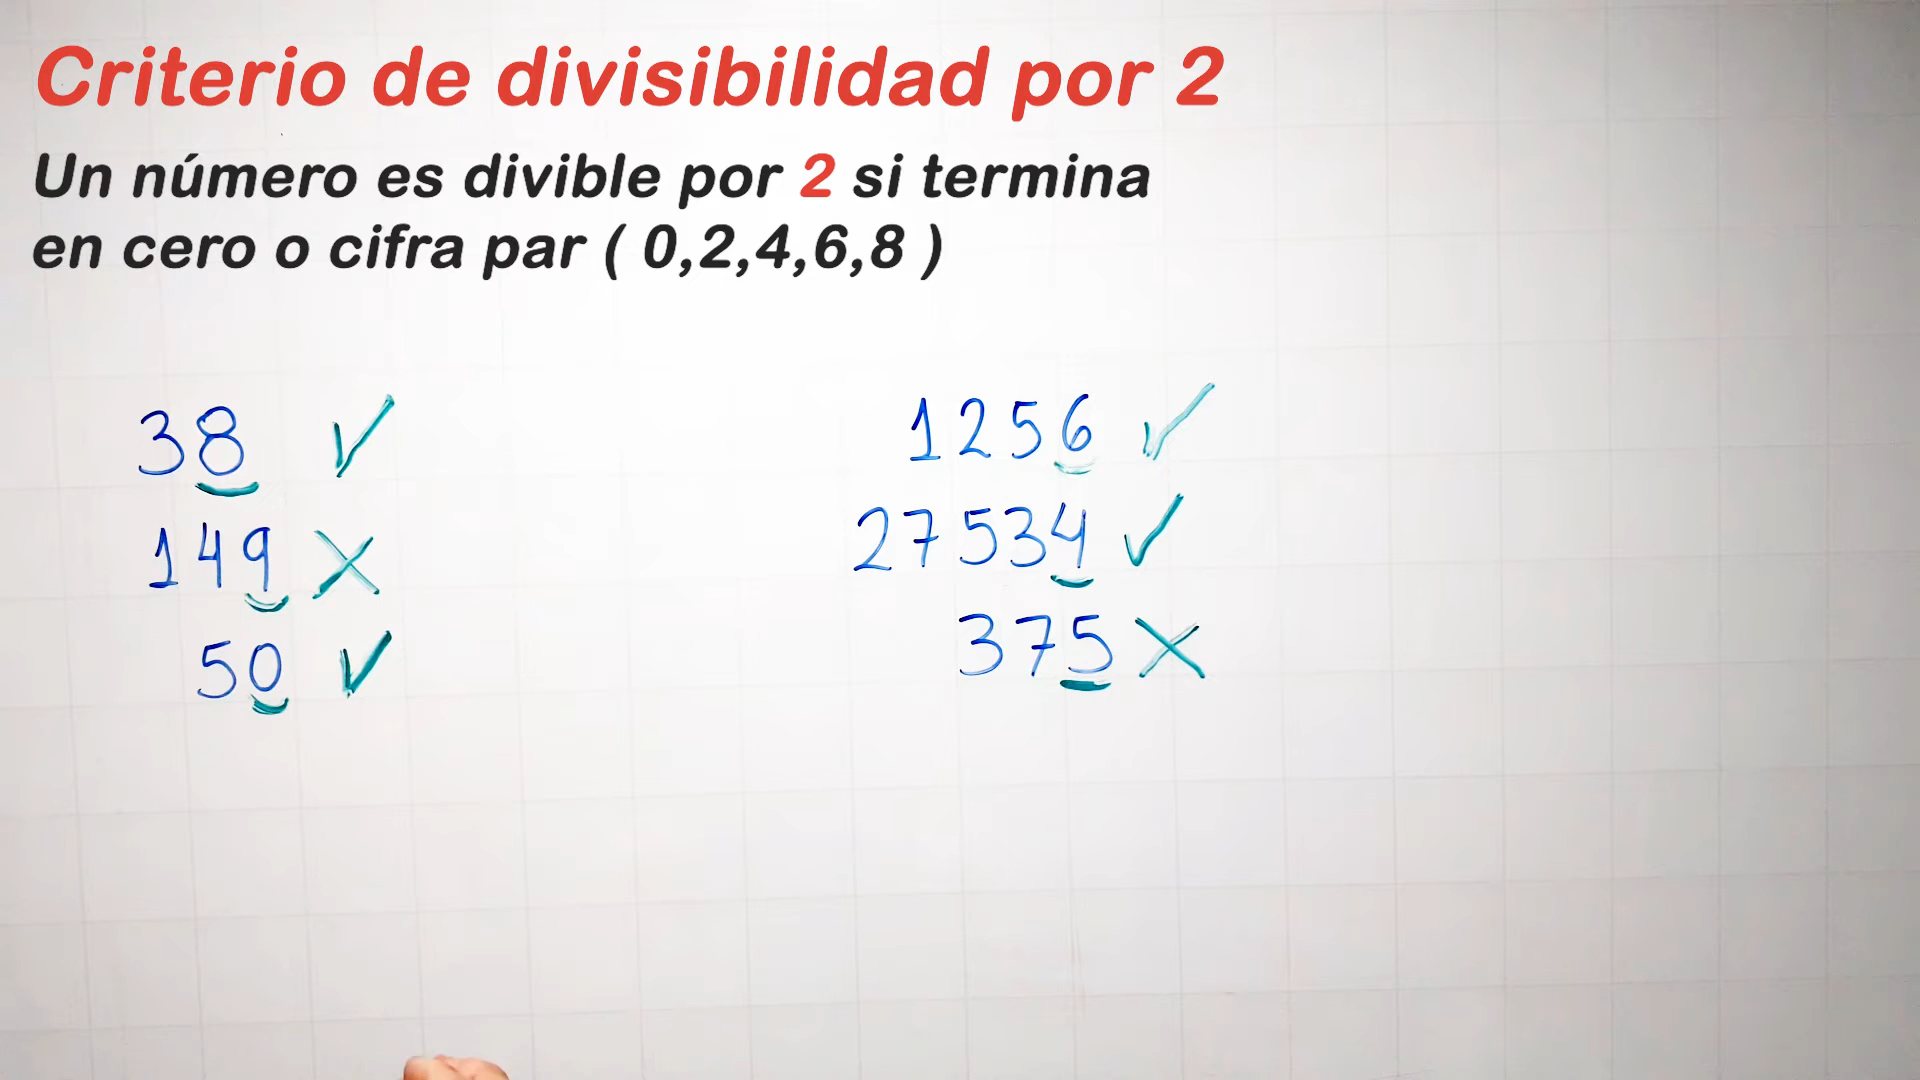 Criterio de divisibilidad por 2
Un número es divible por 2 si termina
en cero o cifra par ( 0,2,4,6,8 )
38 ✓
149 X
50 ✓
1256 ✓
27534 ✓
375 X